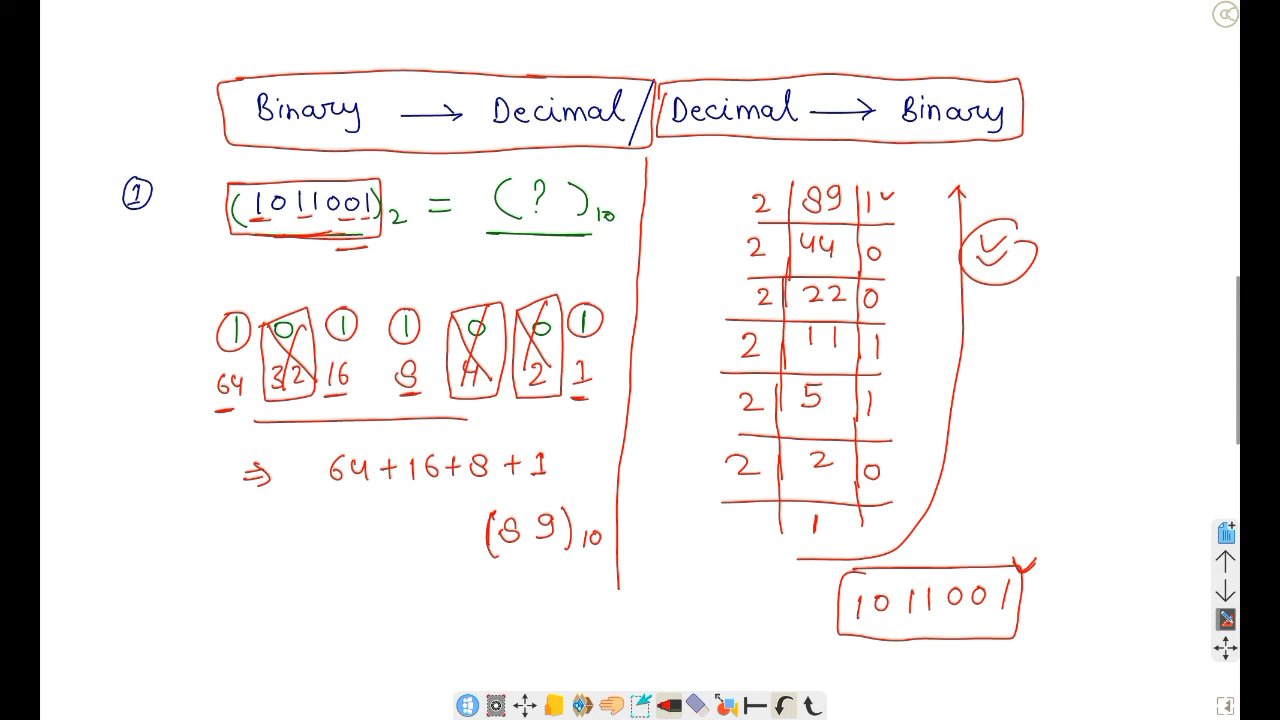 Binary → Decimal / Decimal → Binary
① (1011001)₂ = (?)₁₀
1 0 1 1 0 0 1
64 32 16 8 4 2 1
⇒ 64+16+8+1
(89)₁₀
2 | 89 | 1
2 | 44 | 0
2 | 22 | 0
2 | 11 | 1
2 | 5 | 1
2 | 2 | 0
1
1011001